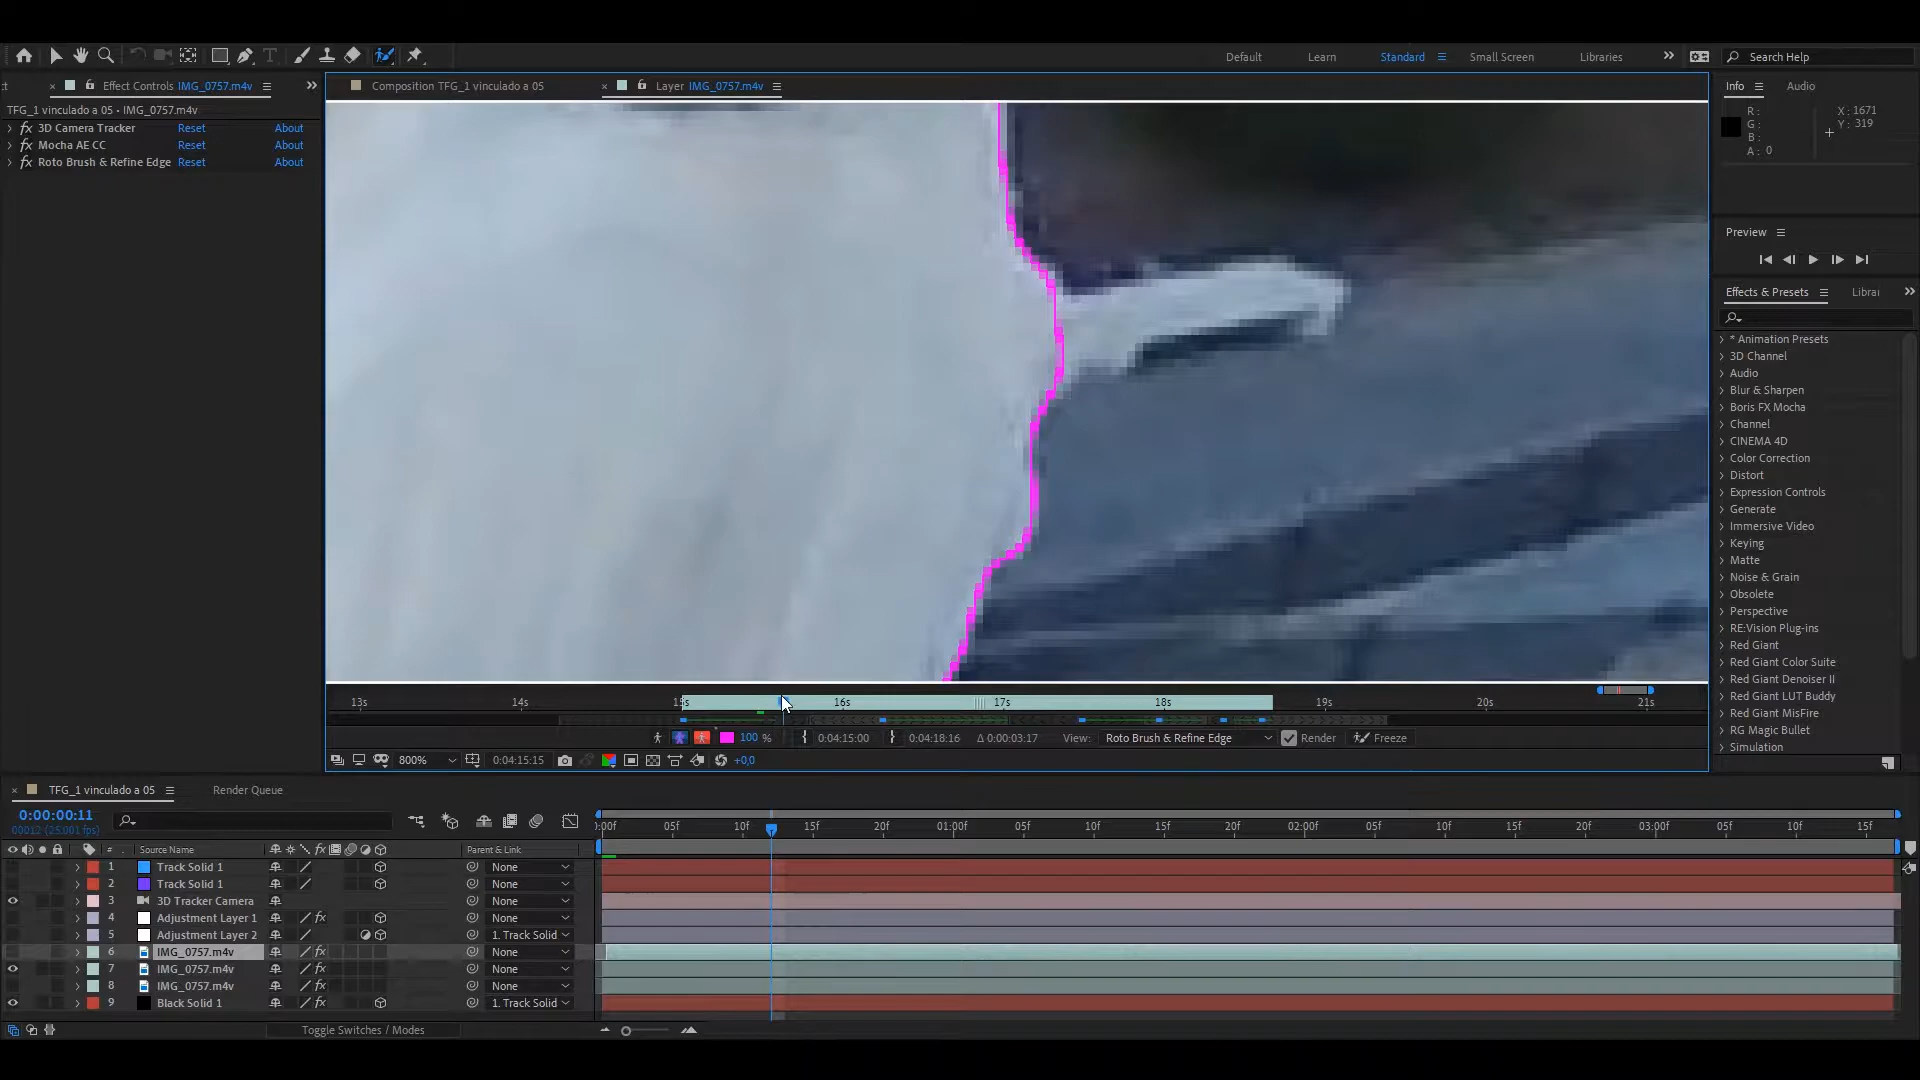 Default
Learn
Standard
Small Screen
Libraries
Search Help
Effect Controls IMG_0757.m4v
Composition TFG_1 vinculado a 05
Layer IMG_0757.m4v
Info
Audio
TFG_1 vinculado a 05 • IMG_0757.m4v
fx 3D Camera Tracker Reset About
fx Mocha AE CC Reset About
fx Roto Brush & Refine Edge Reset About
R:
G:
B:
A: 0
X: 1671
Y: 319
Preview
Effects & Presets
Librai
* Animation Presets
3D Channel
Audio
Blur & Sharpen
Boris FX Mocha
Channel
CINEMA 4D
Color Correction
Distort
Expression Controls
Generate
Immersive Video
Keying
Matte
Noise & Grain
Obsolete
Perspective
RE:Vision Plug-ins
Red Giant
Red Giant Color Suite
Red Giant Denoiser II
Red Giant LUT Buddy
Red Giant MisFire
RG Magic Bullet
Simulation
13s 14s 15s 16s 17s 18s 19s 20s 21s
100 % 0:04:15:00 0:04:18:16 Δ 0:00:03:17 View: Roto Brush & Refine Edge Render Freeze
800% 0:04:15:15 +0,0
TFG_1 vinculado a 05
Render Queue
0:00:00:11
00012 (25.001 fps)
:00f 05f 10f 15f 20f 01:00f 05f 10f 15f 20f 02:00f 05f 10f 15f 20f 03:00f 05f 10f 15f
# Source Name fx Parent & Link
1 Track Solid 1 None
2 Track Solid 1 None
3 3D Tracker Camera None
4 Adjustment Layer 1 fx None
5 Adjustment Layer 2 1. Track Solid
6 IMG_0757.m4v fx None
7 IMG_0757.m4v fx None
8 IMG_0757.m4v fx None
9 Black Solid 1 fx 1. Track Solid
Toggle Switches / Modes